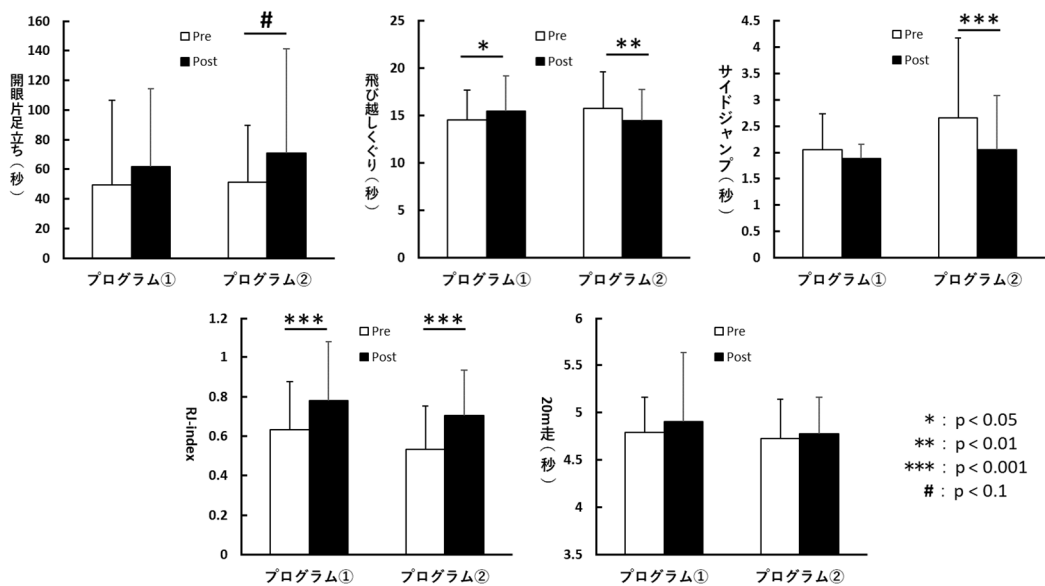 160
140
120
100
80
60
40
20
0
開眼片足立ち（秒）
#
Pre
Post
プログラム①
プログラム②
25
20
15
10
5
0
飛び越しくぐり（秒）
*
**
Pre
Post
プログラム①
プログラム②
4.5
4
3.5
3
2.5
2
1.5
1
0.5
0
サイドジャンプ（秒）
***
Pre
Post
プログラム①
プログラム②
1.2
1
0.8
0.6
0.4
0.2
0
RJ-index
***
***
Pre
Post
プログラム①
プログラム②
6
5.5
5
4.5
4
3.5
20m走（秒）
Pre
Post
プログラム①
プログラム②
*：p < 0.05
**：p < 0.01
***：p < 0.001
#：p < 0.1